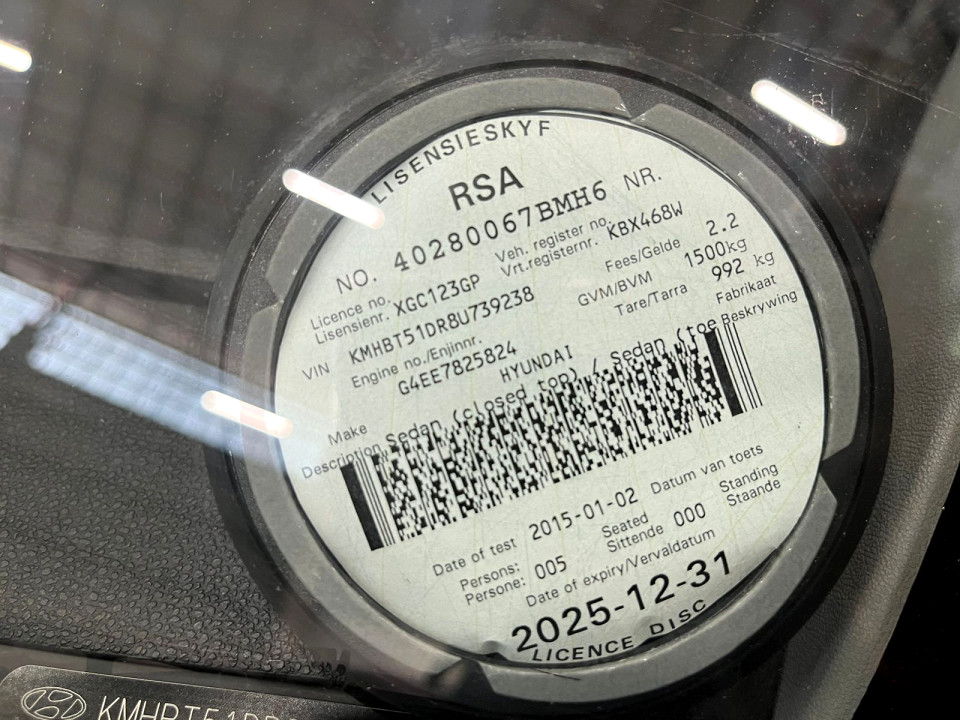 LISENSIESKYF
RSA
NO. 40280067BMH6 NR.
Licence no. Lisensienr. XGC123GP Veh. register no. Vrt.registernr. KBX468W
VIN KMHBT51DR8U739238 Fees/Gelde 2.2
Engine no./Enjinnr. G4EE7825824 GVM/BVM 1500kg
Tare/Tarra 992 kg
Make HYUNDAI Fabrikaat
Description Sedan (closed top) / Sedan (toe Beskrywing
Date of test 2015-01-02 Datum van toets
Persons: Persone: 005 Seated Sittende 000 Standing Staande
Date of expiry/Vervaldatum
2025-12-31
LICENCE DISC